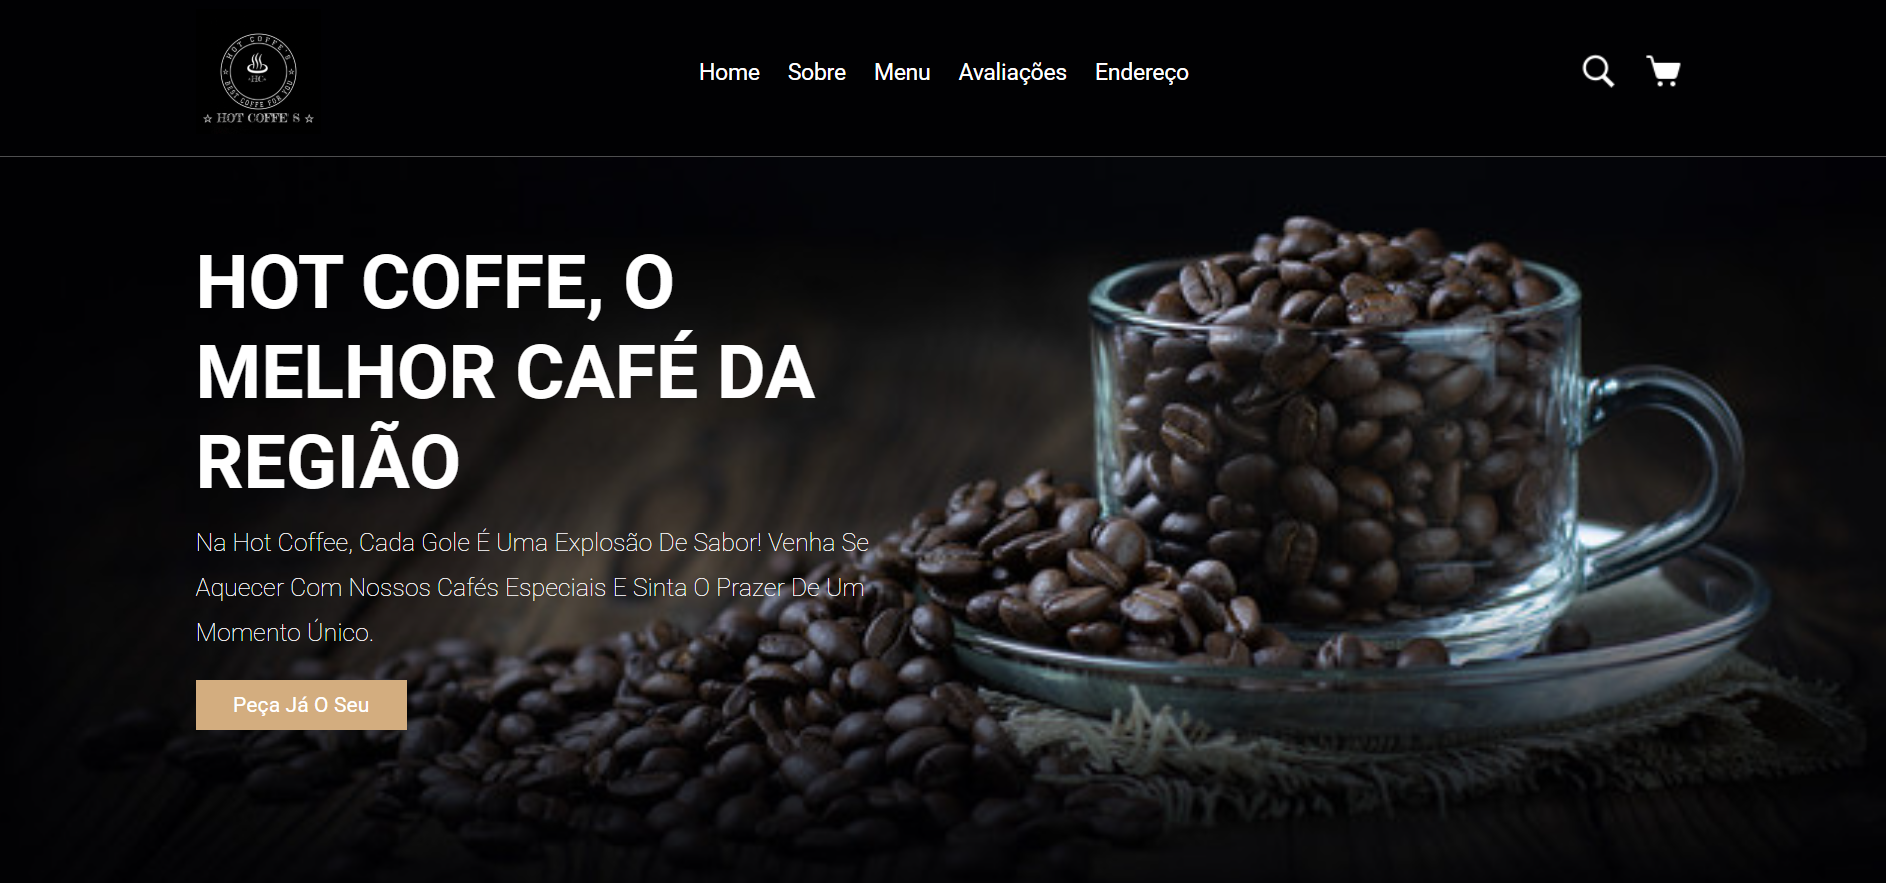 HOT COFFE'S
HC
BEST COFFE FOR YOU
☆ HOT COFFE'S ☆
Home Sobre Menu Avaliações Endereço
HOT COFFE, O
MELHOR CAFÉ DA
REGIÃO
Na Hot Coffee, Cada Gole É Uma Explosão De Sabor! Venha Se
Aquecer Com Nossos Cafés Especiais E Sinta O Prazer De Um
Momento Único.
Peça Já O Seu